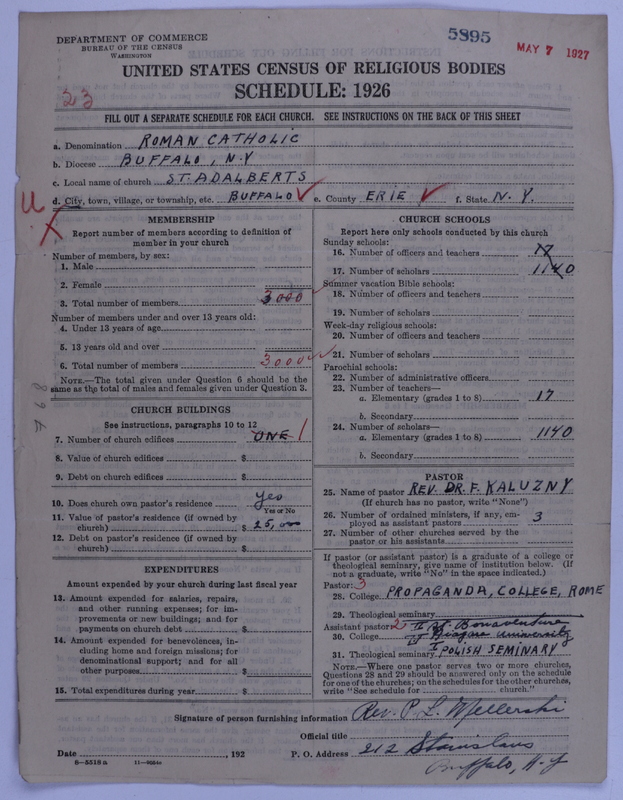 DEPARTMENT OF COMMERCE
BUREAU OF THE CENSUS
WASHINGTON
5895
MAY 7 1927
UNITED STATES CENSUS OF RELIGIOUS BODIES
SCHEDULE: 1926
23
FILL OUT A SEPARATE SCHEDULE FOR EACH CHURCH. SEE INSTRUCTIONS ON THE BACK OF THIS SHEET
a. Denomination ROMAN CATHOLIC
b. Diocese BUFFALO, N.Y
c. Local name of church ST. ADALBERTS
d. City, town, village, or township, etc. BUFFALO e. County ERIE f. State N.Y.
MEMBERSHIP
Report number of members according to definition of
member in your church
Number of members, by sex:
1. Male
2. Female
3. Total number of members 3000
Number of members under and over 13 years old:
4. Under 13 years of age
5. 13 years old and over
6. Total number of members 3000
NOTE.—The total given under Question 6 should be the
same as the total of males and females given under Question 3.
CHURCH BUILDINGS
See instructions, paragraphs 10 to 12
7. Number of church edifices ONE 1
8. Value of church edifices $
9. Debt on church edifices $
10. Does church own pastor's residence yes
Yes or No
11. Value of pastor's residence (if owned by
church) $ 25,000
12. Debt on pastor's residence (if owned by
church) $
EXPENDITURES
Amount expended by your church during last fiscal year
13. Amount expended for salaries, repairs,
and other running expenses; for im-
provements or new buildings; and for
payments on church debt $
14. Amount expended for benevolences, in-
cluding home and foreign missions; for
denominational support; and for all
other purposes $
15. Total expenditures during year $
CHURCH SCHOOLS
Report here only schools conducted by this church
Sunday schools:
16. Number of officers and teachers 17
17. Number of scholars 1140
Summer vacation Bible schools:
18. Number of officers and teachers
19. Number of scholars
Week-day religious schools:
20. Number of officers and teachers
21. Number of scholars
Parochial schools:
22. Number of administrative officers
23. Number of teachers—
a. Elementary (grades 1 to 8) 17
b. Secondary
24. Number of scholars—
a. Elementary (grades 1 to 8) 1140
b. Secondary
PASTOR
25. Name of pastor REV. DR. F. KALUZNY
(If church has no pastor, write "None")
26. Number of ordained ministers, if any, em-
ployed as assistant pastors 3
27. Number of other churches served by the
pastor or his assistants
If pastor (or assistant pastor) is a graduate of a college or
theological seminary, give name of institution below. (If
not a graduate, write "No" in the space indicated.)
Pastor: 3
28. College PROPAGANDA, COLLEGE, ROME
29. Theological seminary
Assistant pastor: 2 II St. Bonaventure
30. College III Niagara University
31. Theological seminary I POLISH SEMINARY
NOTE.—Where one pastor serves two or more churches,
Questions 28 and 29 should be answered only on the schedule
for one of the churches; on the schedules for the other churches,
write "See schedule for church."
Signature of person furnishing information Rev. P. L. Mellerski
Official title
Date , 192 P. O. Address 212 Stanislaus
Buffalo, N.Y
8—5518 a